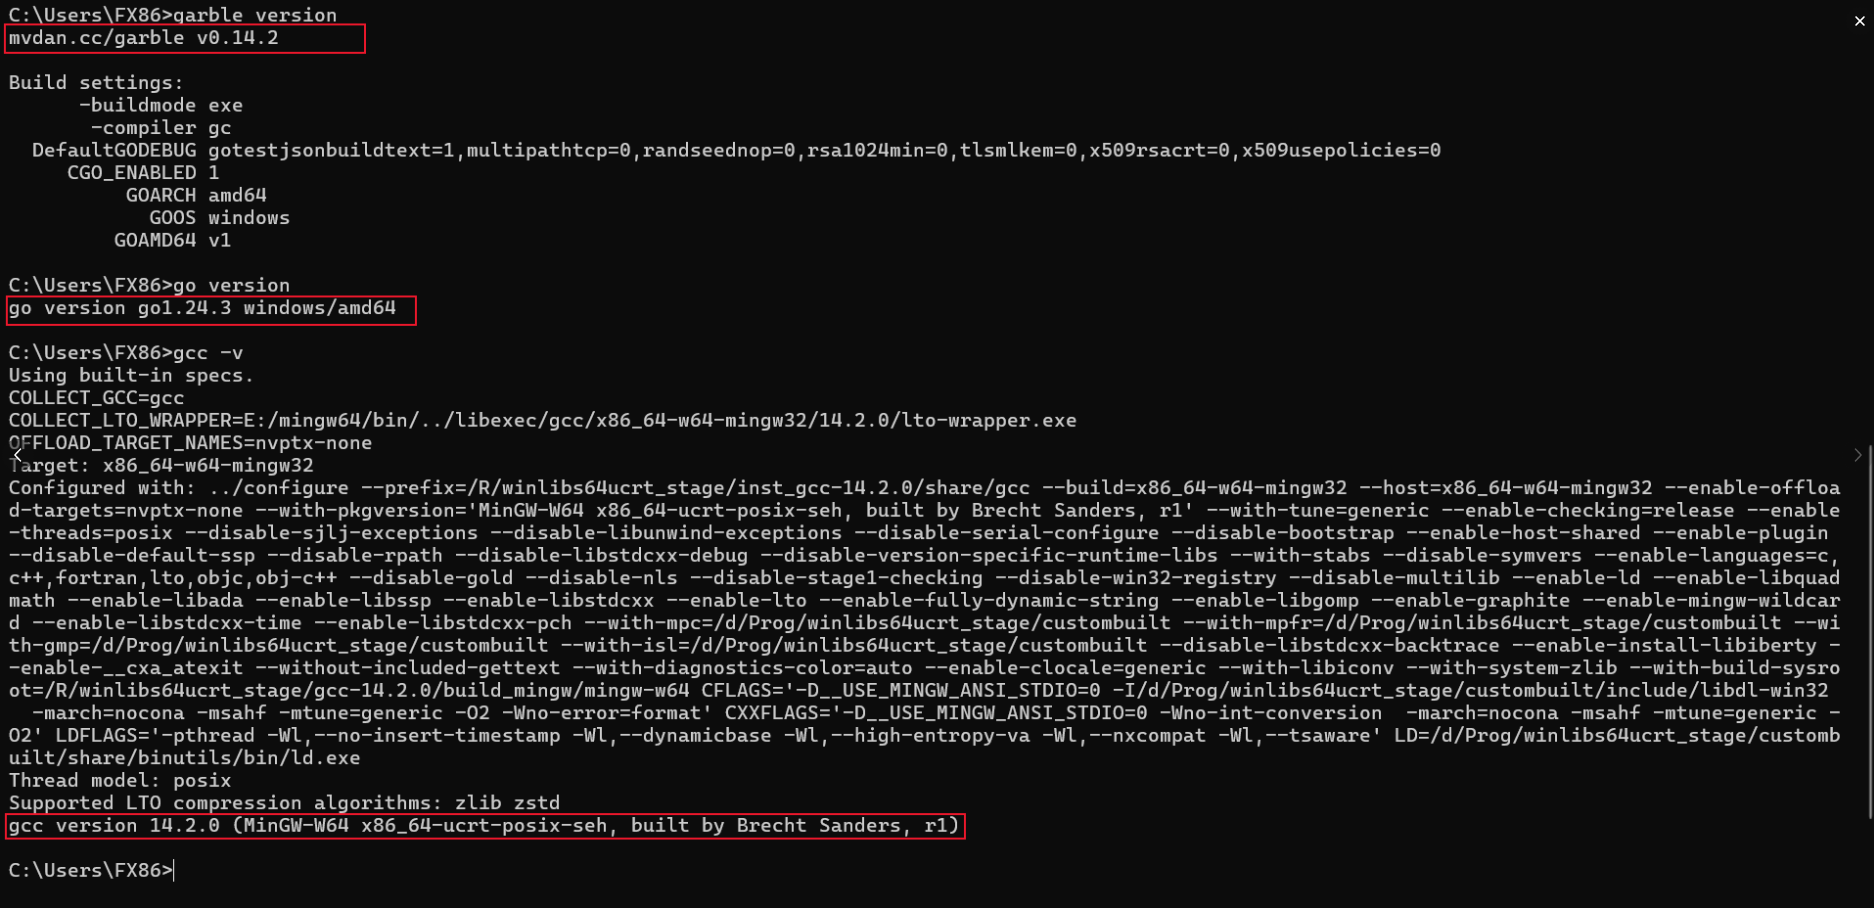 C:\Users\FX86>garble version
mvdan.cc/garble v0.14.2
Build settings:
-buildmode exe
-compiler gc
DefaultGODEBUG gotestjsonbuildtext=1,multipathtcp=0,randseednop=0,rsa1024min=0,tlsmlkem=0,x509rsacrt=0,x509usepolicies=0
CGO_ENABLED 1
GOARCH amd64
GOOS windows
GOAMD64 v1
C:\Users\FX86>go version
go version go1.24.3 windows/amd64
C:\Users\FX86>gcc -v
Using built-in specs.
COLLECT_GCC=gcc
COLLECT_LTO_WRAPPER=E:/mingw64/bin/../libexec/gcc/x86_64-w64-mingw32/14.2.0/lto-wrapper.exe
OFFLOAD_TARGET_NAMES=nvptx-none
Target: x86_64-w64-mingw32
Configured with: ../configure --prefix=/R/winlibs64ucrt_stage/inst_gcc-14.2.0/share/gcc --build=x86_64-w64-mingw32 --host=x86_64-w64-mingw32 --enable-offloa
d-targets=nvptx-none --with-pkgversion='MinGW-W64 x86_64-ucrt-posix-seh, built by Brecht Sanders, r1' --with-tune=generic --enable-checking=release --enable
-threads=posix --disable-sjlj-exceptions --disable-libunwind-exceptions --disable-serial-configure --disable-bootstrap --enable-host-shared --enable-plugin
--disable-default-ssp --disable-rpath --disable-libstdcxx-debug --disable-version-specific-runtime-libs --with-stabs --disable-symvers --enable-languages=c,
c++,fortran,lto,objc,obj-c++ --disable-gold --disable-nls --disable-stage1-checking --disable-win32-registry --disable-multilib --enable-ld --enable-libquad
math --enable-libada --enable-libssp --enable-libstdcxx --enable-lto --enable-fully-dynamic-string --enable-libgomp --enable-graphite --enable-mingw-wildcar
d --enable-libstdcxx-time --enable-libstdcxx-pch --with-mpc=/d/Prog/winlibs64ucrt_stage/custombuilt --with-mpfr=/d/Prog/winlibs64ucrt_stage/custombuilt --wi
th-gmp=/d/Prog/winlibs64ucrt_stage/custombuilt --with-isl=/d/Prog/winlibs64ucrt_stage/custombuilt --disable-libstdcxx-backtrace --enable-install-libiberty -
-enable-__cxa_atexit --without-included-gettext --with-diagnostics-color=auto --enable-clocale=generic --with-libiconv --with-system-zlib --with-build-sysro
ot=/R/winlibs64ucrt_stage/gcc-14.2.0/build_mingw/mingw-w64 CFLAGS='-D__USE_MINGW_ANSI_STDIO=0 -I/d/Prog/winlibs64ucrt_stage/custombuilt/include/libdl-win32
-march=nocona -msahf -mtune=generic -O2 -Wno-error=format' CXXFLAGS='-D__USE_MINGW_ANSI_STDIO=0 -Wno-int-conversion  -march=nocona -msahf -mtune=generic -
O2' LDFLAGS='-pthread -Wl,--no-insert-timestamp -Wl,--dynamicbase -Wl,--high-entropy-va -Wl,--nxcompat -Wl,--tsaware' LD=/d/Prog/winlibs64ucrt_stage/customb
uilt/share/binutils/bin/ld.exe
Thread model: posix
Supported LTO compression algorithms: zlib zstd
gcc version 14.2.0 (MinGW-W64 x86_64-ucrt-posix-seh, built by Brecht Sanders, r1)
C:\Users\FX86>